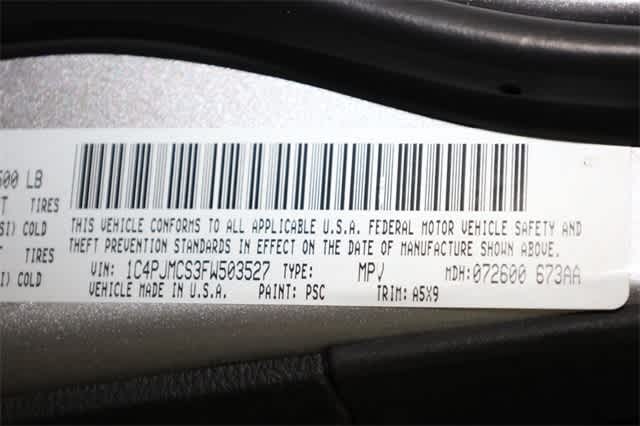 500 LB
TIRES
SI) COLD
TIRES
SI) COLD
THIS VEHICLE CONFORMS TO ALL APPLICABLE U.S.A. FEDERAL MOTOR VEHICLE SAFETY AND
THEFT PREVENTION STANDARDS IN EFFECT ON THE DATE OF MANUFACTURE SHOWN ABOVE.
VIN: 1C4PJMCS3FW503527 TYPE: MPV MDH:072600 673AA
VEHICLE MADE IN U.S.A. PAINT: PSC TRIM: A5X9